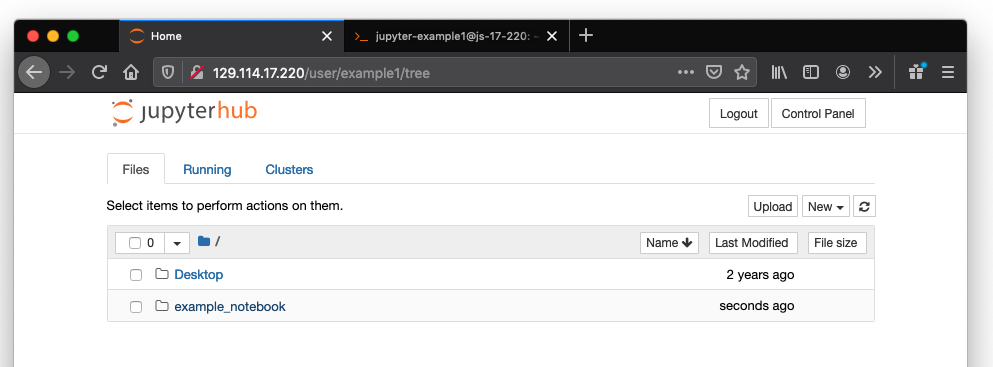 Home
jupyter-example1@js-17-220: ~
129.114.17.220/user/example1/tree
jupyterhub
Logout Control Panel
Files Running Clusters
Select items to perform actions on them.
Upload New
0 / Name Last Modified File size
Desktop 2 years ago
example_notebook seconds ago